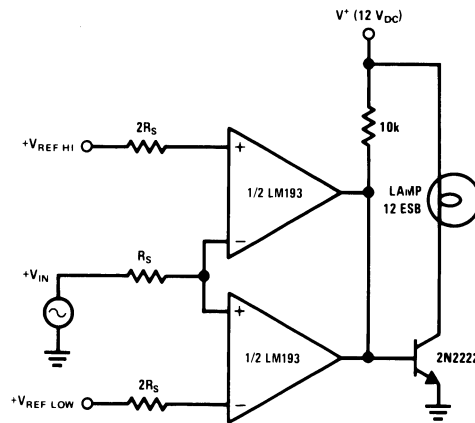 V+ (12 VDC)
2RS
+VREF HI
+
1/2 LM193
−
10k
LAMP
12 ESB
RS
+VIN
+
1/2 LM193
−
2N2222
2RS
+VREF LOW